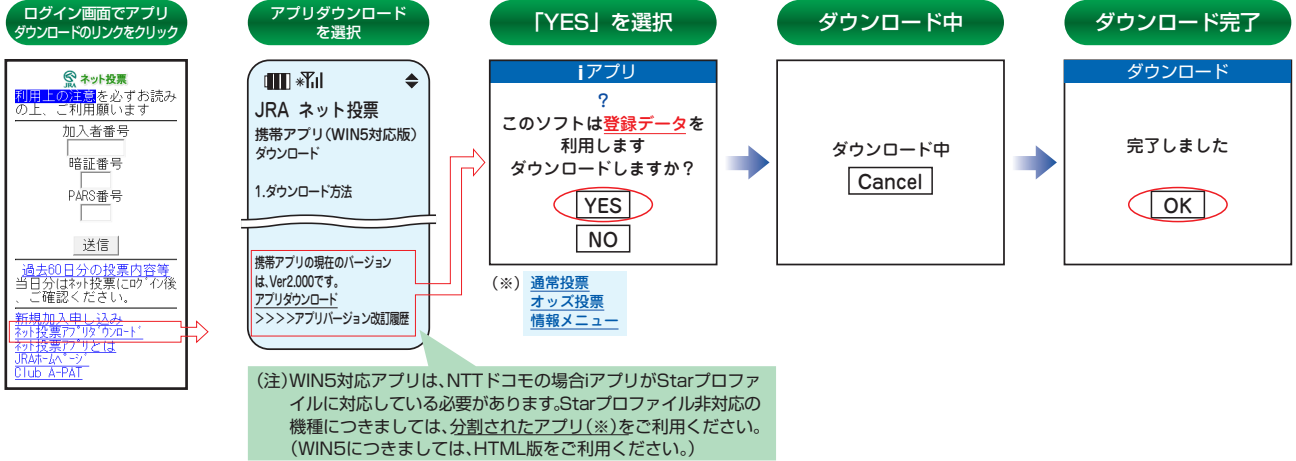 ログイン画面でアプリ
ダウンロードのリンクをクリック
JRA ネット投票
利用上の注意を必ずお読み
の上、ご利用願います
加入者番号
暗証番号
PARS番号
送信
過去60日分の投票内容等
当日分はﾈｯﾄ投票にﾛｸﾞｲﾝ後
、ご確認ください。
新規加入申し込み
ﾈｯﾄ投票ｱﾌﾟﾘﾀﾞｳﾝﾛｰﾄﾞ
ﾈｯﾄ投票ｱﾌﾟﾘとは
JRAﾎｰﾑﾍﾟｰｼﾞ
Club A-PAT
アプリダウンロード
を選択
JRA ネット投票
携帯アプリ(WIN5対応版)
ダウンロード
1.ダウンロード方法
携帯アプリの現在のバージョン
は、Ver2.000です。
アプリダウンロード
>>>>アプリバージョン改訂履歴
(注)WIN5対応アプリは、NTTドコモの場合iアプリがStarプロファ
イルに対応している必要があります。Starプロファイル非対応の
機種につきましては、分割されたアプリ(※)をご利用ください。
(WIN5につきましては、HTML版をご利用ください。)
「YES」を選択
iアプリ
?
このソフトは登録データを
利用します
ダウンロードしますか?
YES
NO
(※) 通常投票
オッズ投票
情報メニュー
ダウンロード中
ダウンロード中
Cancel
ダウンロード完了
ダウンロード
完了しました
OK